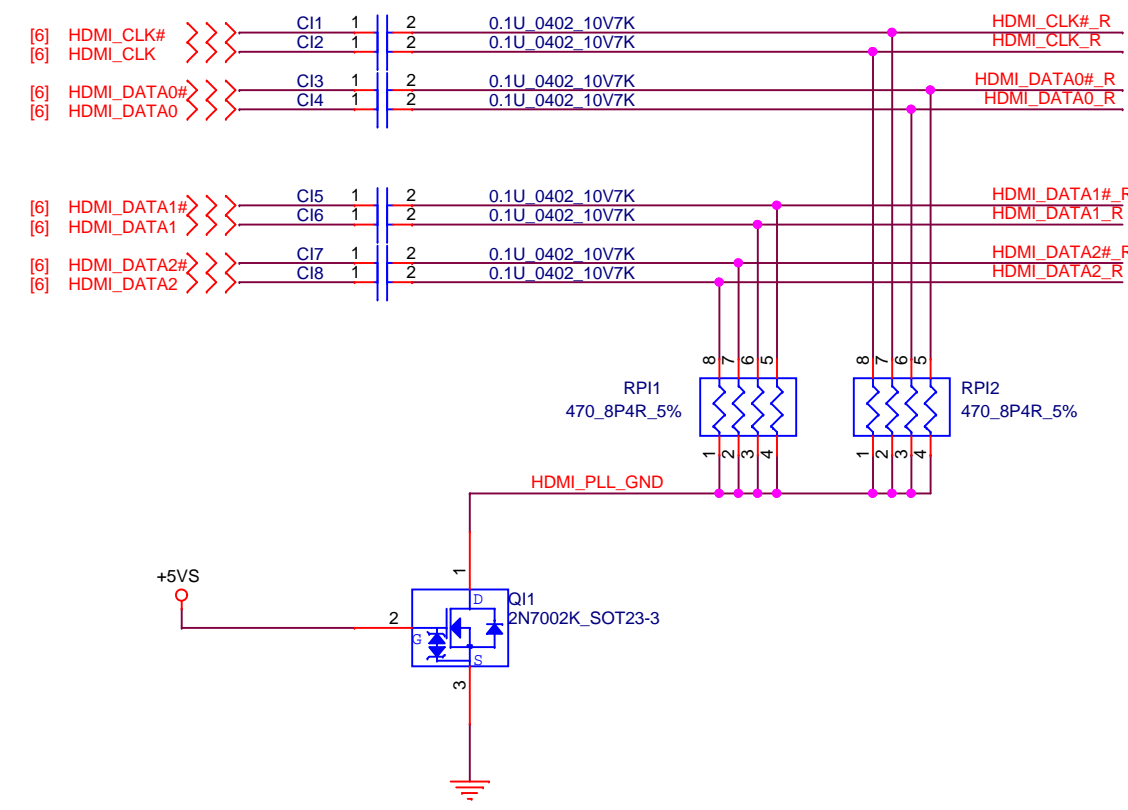 [6] HDMI_CLK# CI1 1 2 0.1U_0402_10V7K HDMI_CLK#_R
[6] HDMI_CLK CI2 1 2 0.1U_0402_10V7K HDMI_CLK_R
[6] HDMI_DATA0# CI3 1 2 0.1U_0402_10V7K HDMI_DATA0#_R
[6] HDMI_DATA0 CI4 1 2 0.1U_0402_10V7K HDMI_DATA0_R
[6] HDMI_DATA1# CI5 1 2 0.1U_0402_10V7K HDMI_DATA1#_R
[6] HDMI_DATA1 CI6 1 2 0.1U_0402_10V7K HDMI_DATA1_R
[6] HDMI_DATA2# CI7 1 2 0.1U_0402_10V7K HDMI_DATA2#_R
[6] HDMI_DATA2 CI8 1 2 0.1U_0402_10V7K HDMI_DATA2_R
8 7 6 5 8 7 6 5
RPI1 RPI2
470_8P4R_5% 470_8P4R_5%
1 2 3 4 1 2 3 4
HDMI_PLL_GND
1
+5VS
D QI1
2 2N7002K_SOT23-3
G
S
3